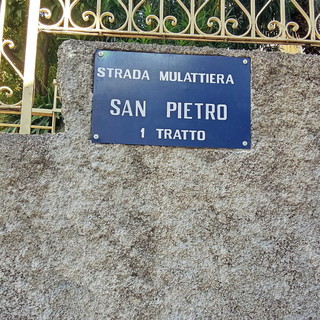 STRADA MULATTIERA
SAN PIETRO
1 TRATTO